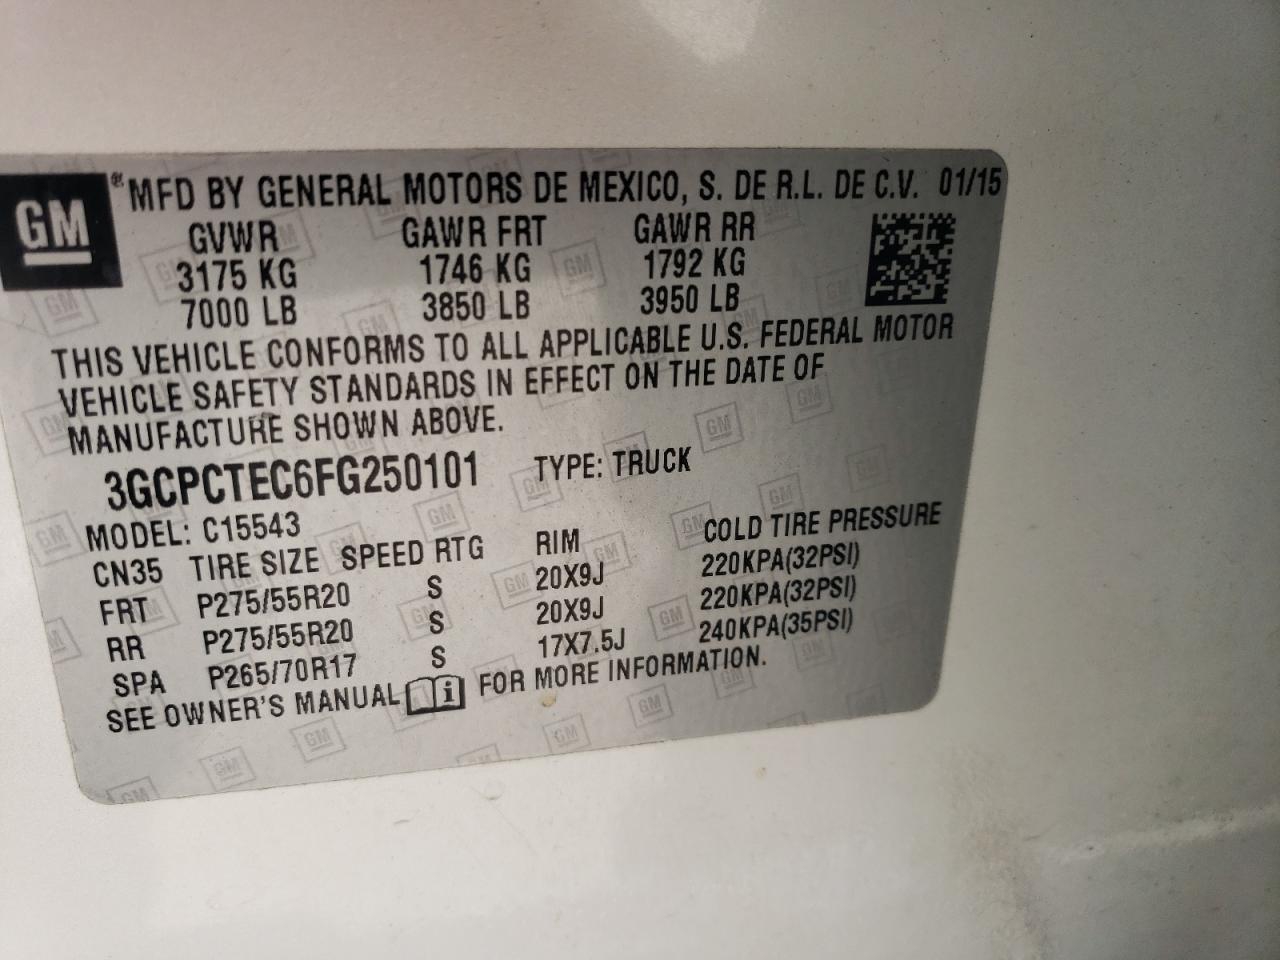 GM ® MFD BY GENERAL MOTORS DE MEXICO, S. DE R.L. DE C.V. 01/15
GVWR GAWR FRT GAWR RR
3175 KG 1746 KG 1792 KG
7000 LB 3850 LB 3950 LB
THIS VEHICLE CONFORMS TO ALL APPLICABLE U.S. FEDERAL MOTOR
VEHICLE SAFETY STANDARDS IN EFFECT ON THE DATE OF
MANUFACTURE SHOWN ABOVE.
3GCPCTEC6FG250101 TYPE: TRUCK
MODEL: C15543
CN35 TIRE SIZE SPEED RTG RIM COLD TIRE PRESSURE
FRT P275/55R20 S 20X9J 220KPA(32PSI)
RR P275/55R20 S 20X9J 220KPA(32PSI)
SPA P265/70R17 S 17X7.5J 240KPA(35PSI)
SEE OWNER'S MANUAL i FOR MORE INFORMATION.